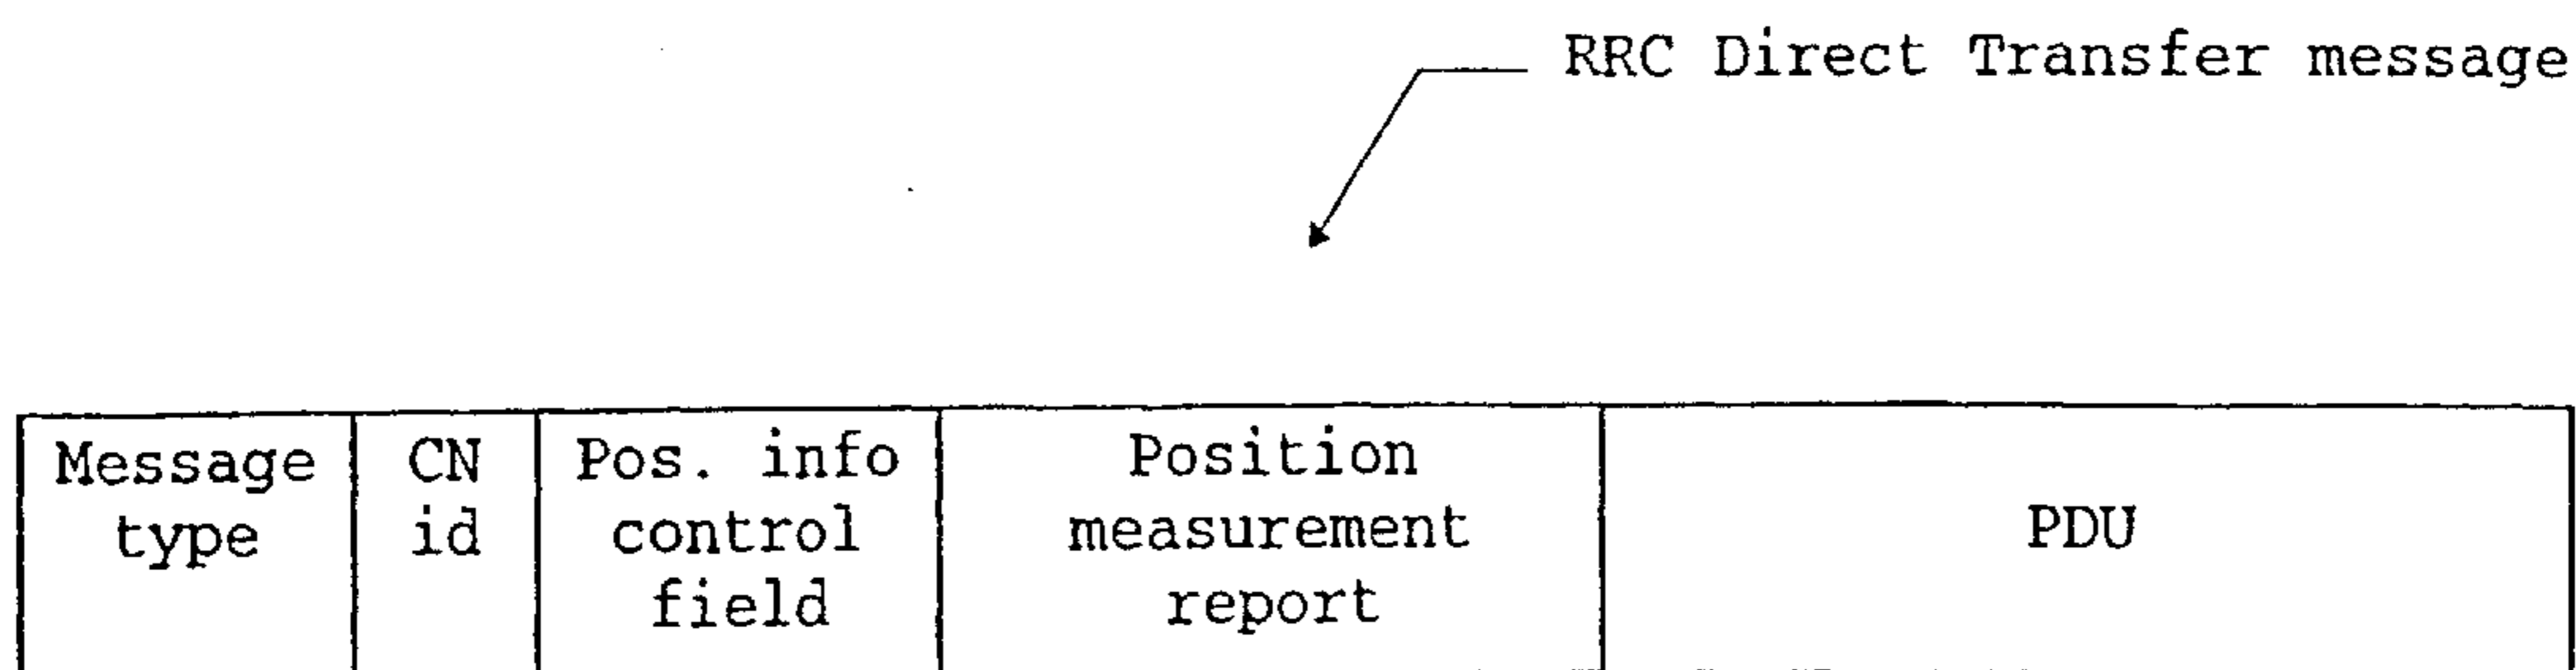 RRC Direct Transfer message
Message type
CN id
Pos. info control field
Position measurement report
PDU